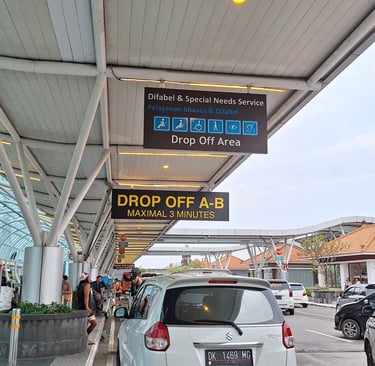 Difabel & Special Needs Service
Pelayanan Khusus & Difabel
Drop Off Area
DROP OFF A-B
MAXIMAL 3 MINUTES
DK 1469 MG